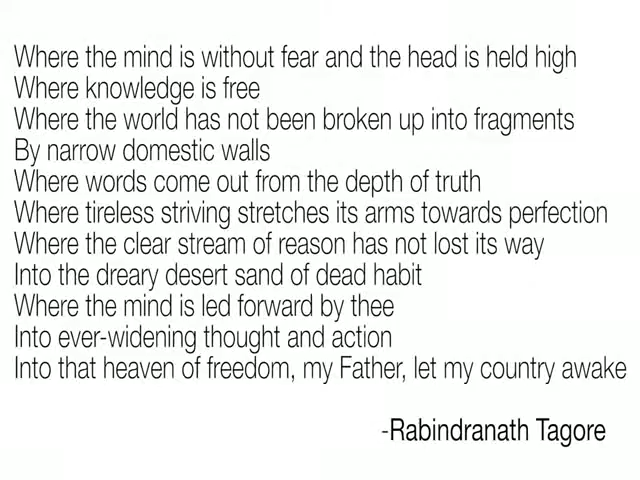 Where the mind is without fear and the head is held high
Where knowledge is free
Where the world has not been broken up into fragments
By narrow domestic walls
Where words come out from the depth of truth
Where tireless striving stretches its arms towards perfection
Where the clear stream of reason has not lost its way
Into the dreary desert sand of dead habit
Where the mind is led forward by thee
Into ever-widening thought and action
Into that heaven of freedom, my Father, let my country awake
-Rabindranath Tagore